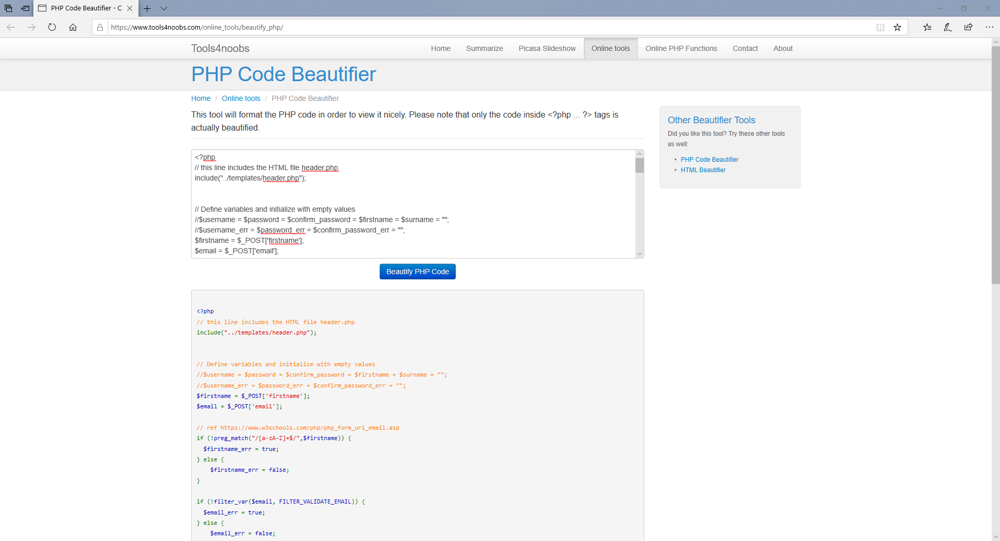 PHP Code Beautifier - C
https://www.tools4noobs.com/online_tools/beautify_php/
Tools4noobs
Home Summarize Picasa Slideshow Online tools Online PHP Functions Contact About
PHP Code Beautifier
Home / Online tools / PHP Code Beautifier
This tool will format the PHP code in order to view it nicely. Please note that only the code inside <?php ... ?> tags is
actually beautified.
<?php
// this line includes the HTML file header.php
include("../templates/header.php");
// Define variables and initialize with empty values
//$username = $password = $confirm_password = $firstname = $surname = "";
//$username_err = $password_err = $confirm_password_err = "";
$firstname = $_POST['firstname'];
$email = $_POST['email'];
Beautify PHP Code
<?php
// this line includes the HTML file header.php
include("../templates/header.php");
// Define variables and initialize with empty values
//$username = $password = $confirm_password = $firstname = $surname = "";
//$username_err = $password_err = $confirm_password_err = "";
$firstname = $_POST['firstname'];
$email = $_POST['email'];
// ref https://www.w3schools.com/php/php_form_url_email.asp
if (!preg_match("/[a-zA-Z]+$/",$firstname)) {
  $firstname_err = true;
} else {
    $firstname_err = false;
}
if (!filter_var($email, FILTER_VALIDATE_EMAIL)) {
  $email_err = true;
} else {
    $email_err = false;
Other Beautifier Tools
Did you like this tool? Try these other tools
as well:
• PHP Code Beautifier
• HTML Beautifier